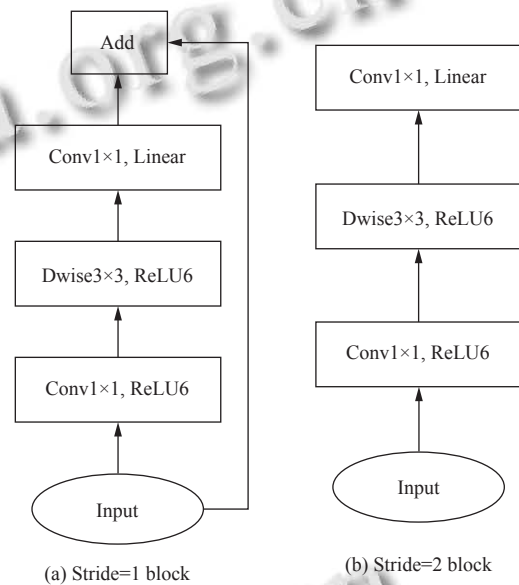 Add
Conv1×1, Linear
Dwise3×3, ReLU6
Conv1×1, ReLU6
Input
(a) Stride=1 block
Conv1×1, Linear
Dwise3×3, ReLU6
Conv1×1, ReLU6
Input
(b) Stride=2 block